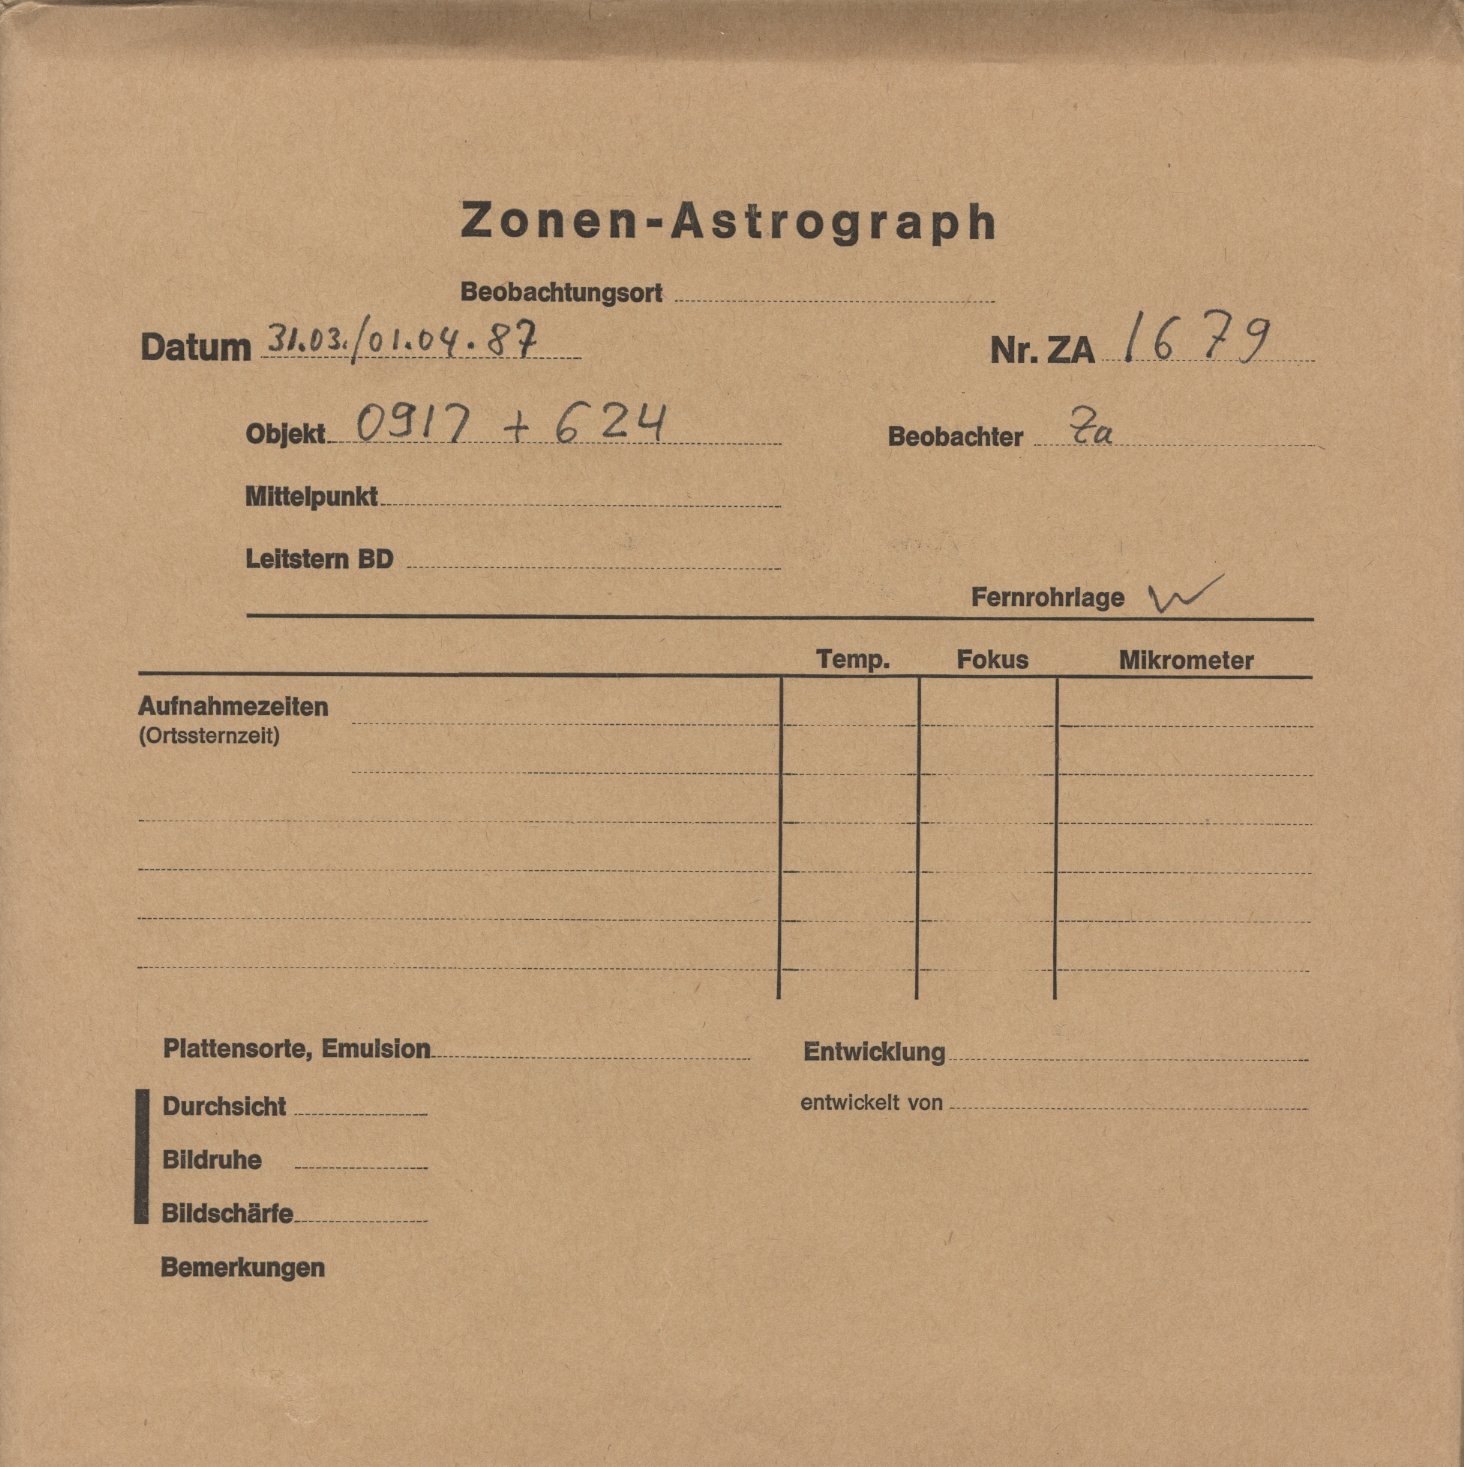 Zonen-Astrograph
Beobachtungsort
Datum 31.03./01.04.87 Nr. ZA 1679
Objekt 0917 + 624 Beobachter Za
Mittelpunkt
Leitstern BD
Fernrohrlage W
Temp. Fokus Mikrometer
Aufnahmezeiten
(Ortssternzeit)
Plattensorte, Emulsion Entwicklung
Durchsicht entwickelt von
Bildruhe
Bildschärfe
Bemerkungen